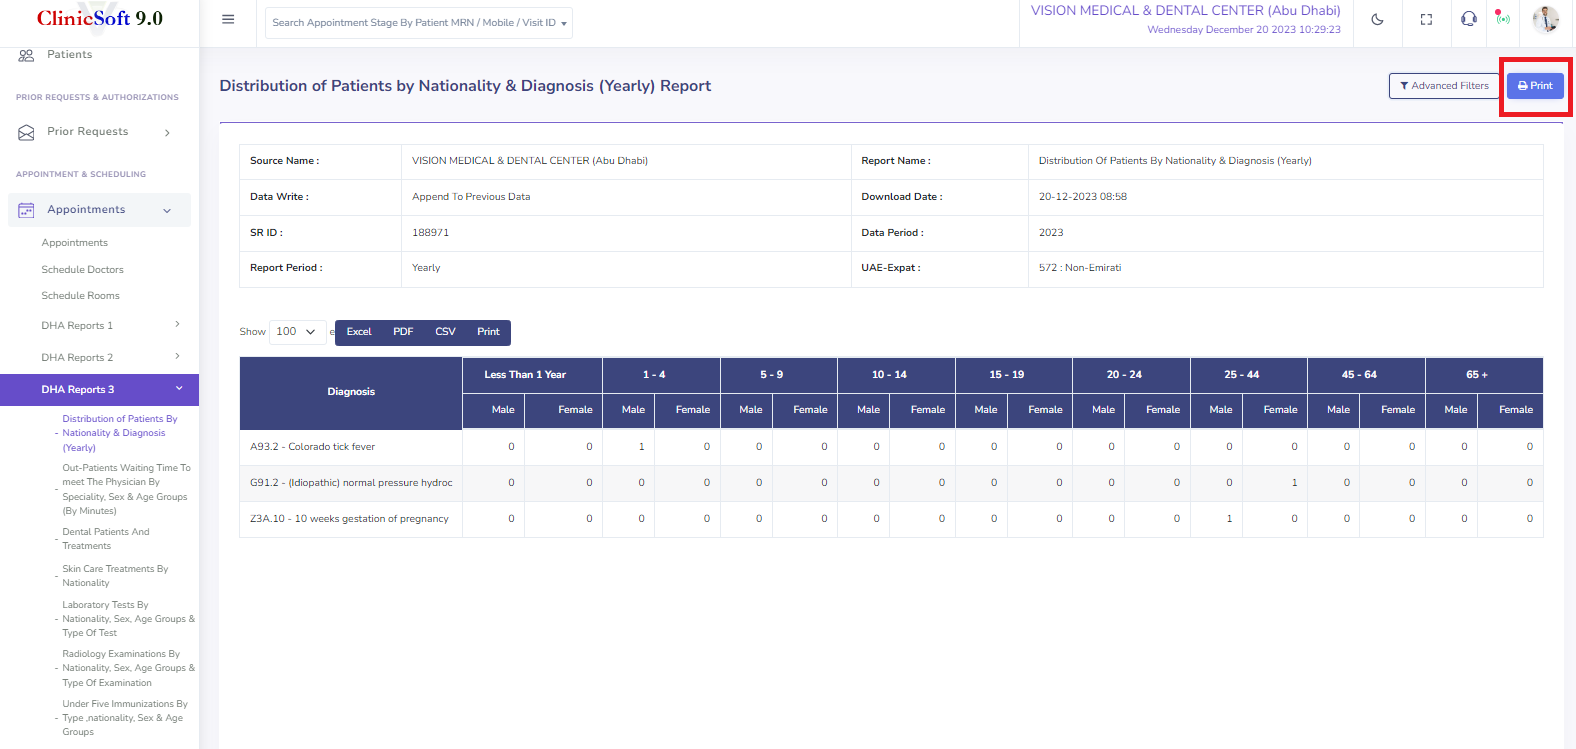 ClinicSoft 9.0
Search Appointment Stage By Patient MRN / Mobile / Visit ID
VISION MEDICAL & DENTAL CENTER (Abu Dhabi)
Wednesday December 20 2023 10:29:23
Patients
PRIOR REQUESTS & AUTHORIZATIONS
Prior Requests
APPOINTMENT & SCHEDULING
Appointments
Appointments
Schedule Doctors
Schedule Rooms
DHA Reports 1
DHA Reports 2
DHA Reports 3
- Distribution of Patients By
Nationality & Diagnosis
(Yearly)
- Out-Patients Waiting Time To
meet The Physician By
Speciality, Sex & Age Groups
(By Minutes)
- Dental Patients And
Treatments
- Skin Care Treatments By
Nationality
- Laboratory Tests By
Nationality, Sex, Age Groups &
Type Of Test
- Radiology Examinations By
Nationality, Sex, Age Groups &
Type Of Examination
- Under Five Immunizations By
Type ,nationality, Sex & Age
Groups
Distribution of Patients by Nationality & Diagnosis (Yearly) Report
Advanced Filters
Print
Source Name : VISION MEDICAL & DENTAL CENTER (Abu Dhabi) Report Name : Distribution Of Patients By Nationality & Diagnosis (Yearly)
Data Write : Append To Previous Data Download Date : 20-12-2023 08:58
SR ID : 188971 Data Period : 2023
Report Period : Yearly UAE-Expat : 572 : Non-Emirati
Show 100 e Excel PDF CSV Print
Diagnosis Less Than 1 Year 1 - 4 5 - 9 10 - 14 15 - 19 20 - 24 25 - 44 45 - 64 65 +
Male Female Male Female Male Female Male Female Male Female Male Female Male Female Male Female Male Female
A93.2 - Colorado tick fever 0 0 1 0 0 0 0 0 0 0 0 0 0 0 0 0 0 0
G91.2 - (Idiopathic) normal pressure hydroc 0 0 0 0 0 0 0 0 0 0 0 0 0 1 0 0 0 0
Z3A.10 - 10 weeks gestation of pregnancy 0 0 0 0 0 0 0 0 0 0 0 0 1 0 0 0 0 0